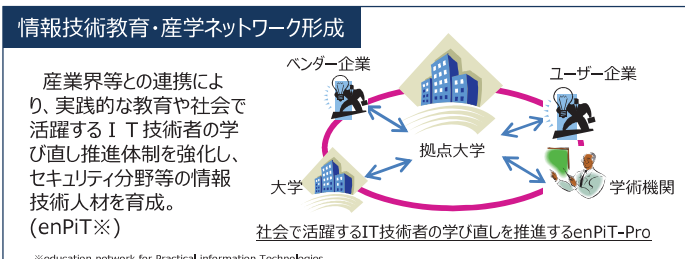 情報技術教育・産学ネットワーク形成
産業界等との連携によ
り、実践的な教育や社会で
活躍するＩＴ技術者の学
び直し推進体制を強化し、
セキュリティ分野等の情報
技術人材を育成。
(enPiT※)
ベンダー企業
ユーザー企業
拠点大学
大学
学術機関
社会で活躍するIT技術者の学び直しを推進するenPiT-Pro
※education network for Practical information Technologies